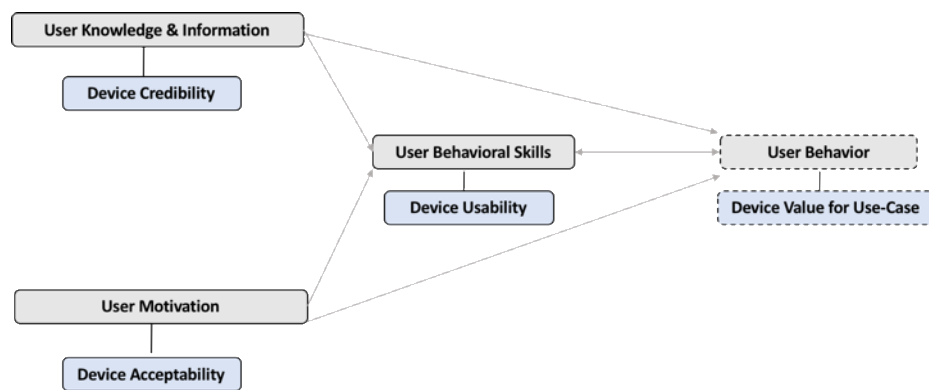 User Knowledge & Information
Device Credibility
User Behavioral Skills
User Behavior
Device Usability
Device Value for Use-Case
User Motivation
Device Acceptability